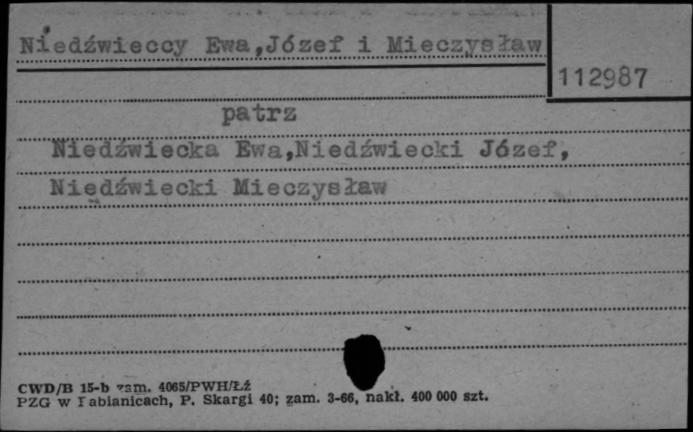 Niedźwieccy Ewa,Józef i Mieczysław
112987
patrz
Niedźwiecka Ewa,Niedźwiecki Józef,
Niedźwiecki Mieczysław
CWD/B 15-b zam. 4065/PWH/Łź
PZG w Pabianicach, P. Skargi 40; zam. 3-66, nakł. 400 000 szt.